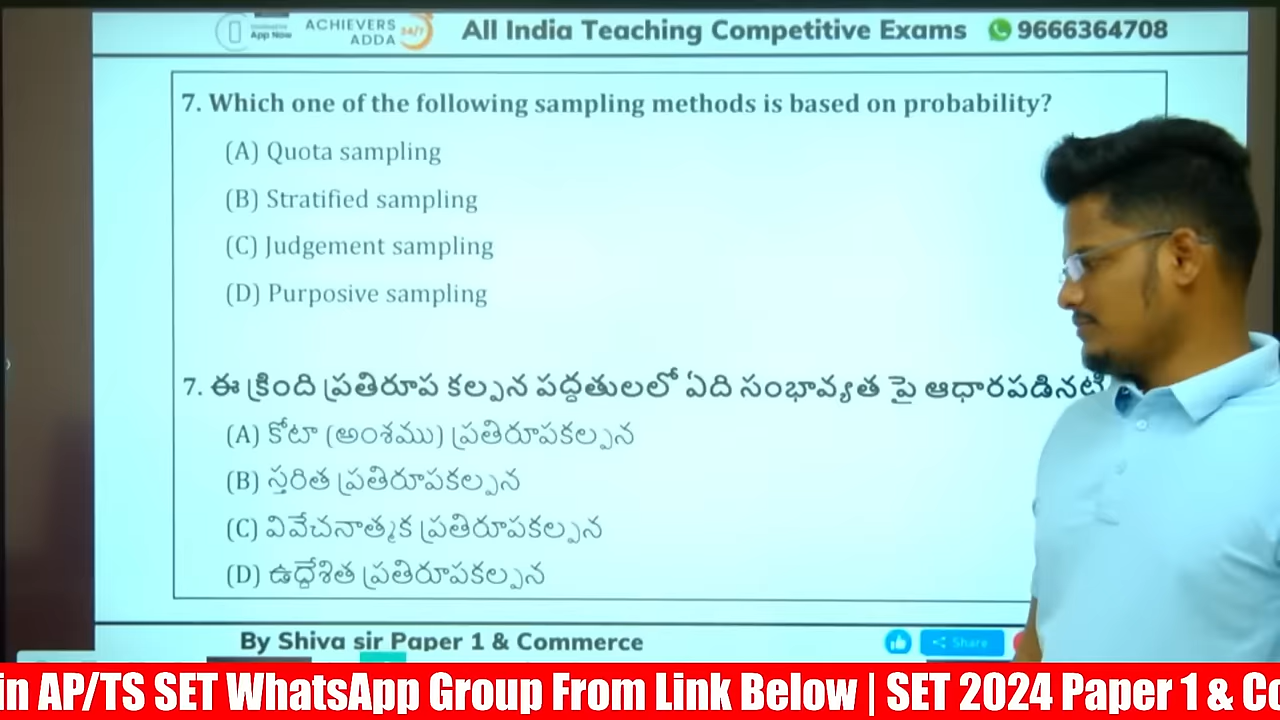 App Now
ACHIEVERS
ADDA 24/7
All India Teaching Competitive Exams 9666364708
7. Which one of the following sampling methods is based on probability?
(A) Quota sampling
(B) Stratified sampling
(C) Judgement sampling
(D) Purposive sampling
7. ఈ క్రింది ప్రతిరూప కల్పన పద్ధతులలో ఏది సంభావ్యత పై
(A) కోటా (అంశము) ప్రతిరూపకల్పన
(B) స్తరిత ప్రతిరూపకల్పన
(C) వివేచనాత్మక ప్రతిరూపకల్పన
(D) ఉద్దేశిత ప్రతిరూపకల్పన
By Shiva sir Paper 1 & Commerce
Share
in AP/TS SET WhatsApp Group From Link Below | SET 2024 Paper 1 &